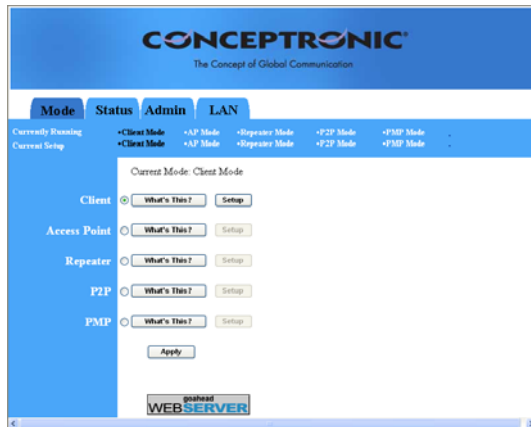 CONCEPTRONIC
The Concept of Global Communication
Mode Status Admin LAN
Currently Running •Client Mode •AP Mode •Repeater Mode •P2P Mode •PMP Mode
Current Setup •Client Mode •AP Mode •Repeater Mode •P2P Mode •PMP Mode
Current Mode: Client Mode
Client What's This? Setup
Access Point What's This? Setup
Repeater What's This? Setup
P2P What's This? Setup
PMP What's This? Setup
Apply
goahead
WEBSERVER